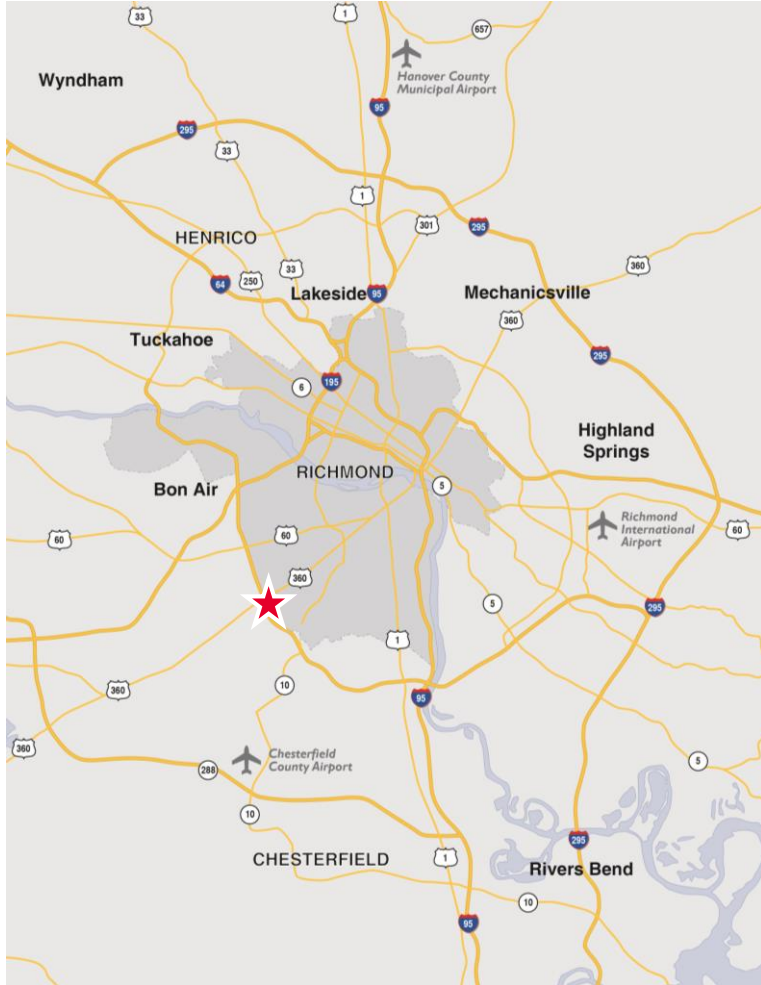 33
1
657
Hanover County
Municipal Airport
Wyndham
95
295
33
1
301
295
HENRICO
360
33
250
64
Lakeside
95
Mechanicsville
360
Tuckahoe
295
195
6
Highland
Springs
RICHMOND
Bon Air
5
Richmond
International
Airport
60
60
60
360
5
295
1
10
360
95
360
Chesterfield
County Airport
288
5
10
295
CHESTERFIELD
1
Rivers Bend
10
95